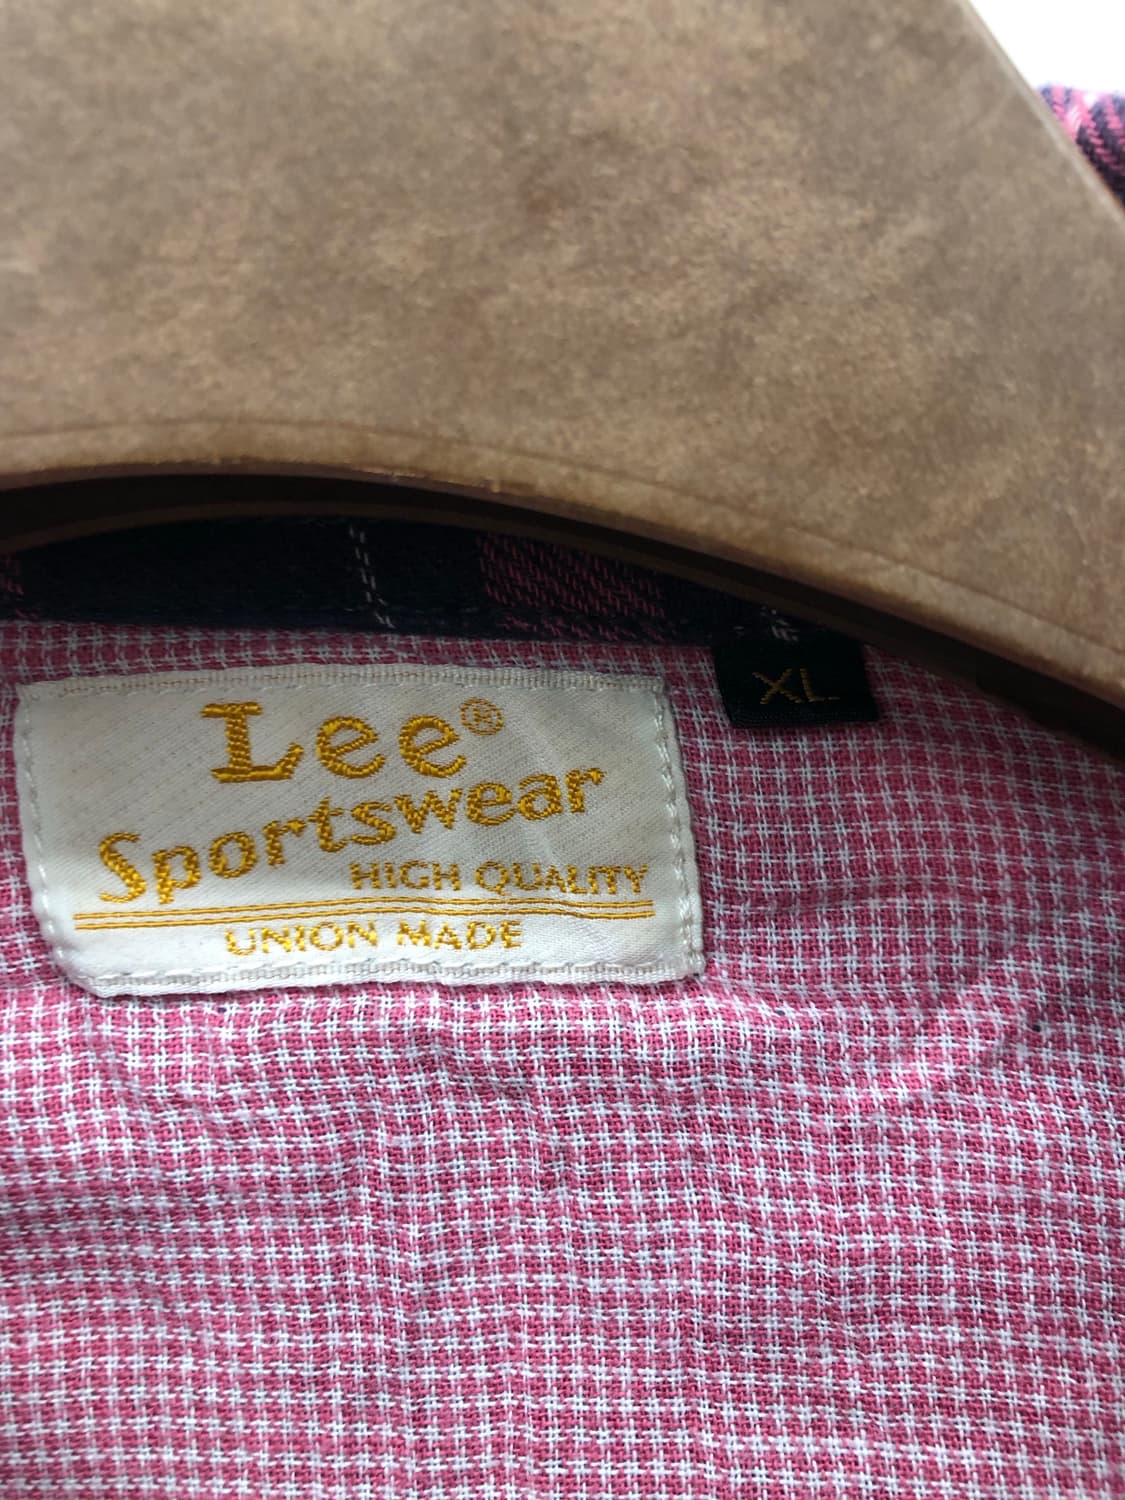 Lee®
Sportswear
HIGH QUALITY
UNION MADE
XL